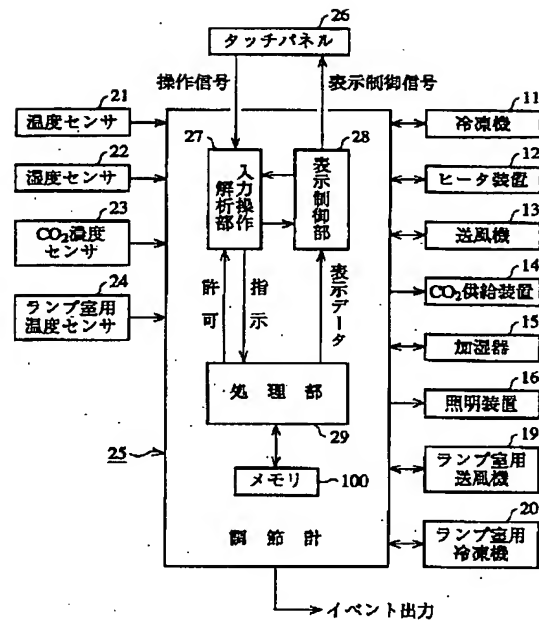 26
タッチパネル
操作信号
表示制御信号
21
温度センサ
22
湿度センサ
23
CO₂濃度
センサ
24
ランプ室用
温度センサ
27
入力操作
解析部
28
表示制御部
許可
指示
表示データ
処理部
29
メモリ
100
25
調節計
イベント出力
11
冷凍機
12
ヒータ装置
13
送風機
14
CO₂供給装置
15
加湿器
16
照明装置
19
ランプ室用
送風機
20
ランプ室用
冷凍機